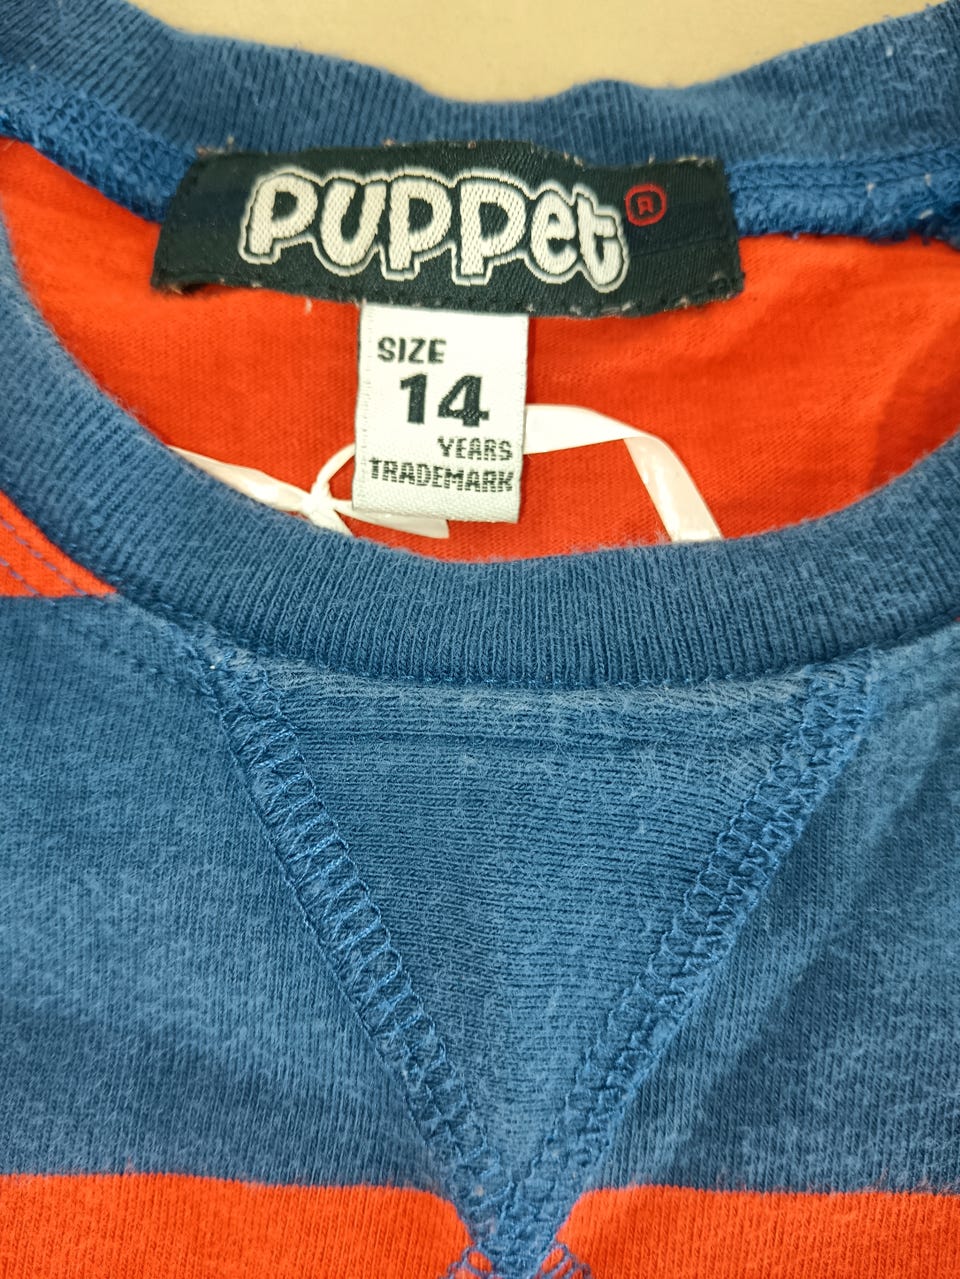 PUPPet ®
SIZE
14
YEARS
TRADEMARK